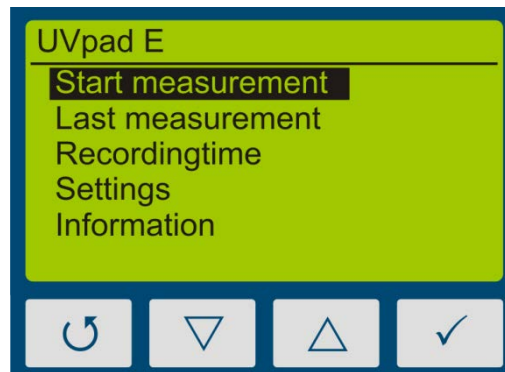 UVpad E
Start measurement
Last measurement
Recordingtime
Settings
Information